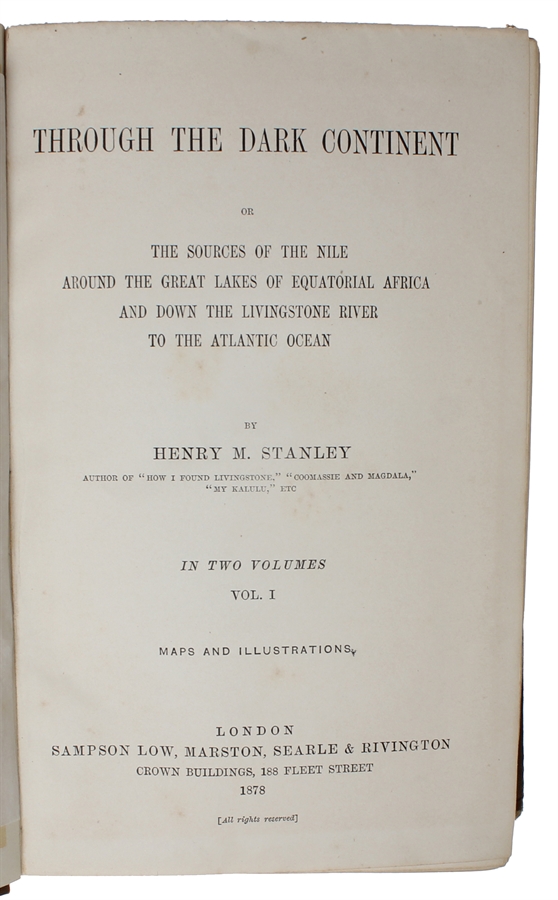 THROUGH THE DARK CONTINENT
OR
THE SOURCES OF THE NILE
AROUND THE GREAT LAKES OF EQUATORIAL AFRICA
AND DOWN THE LIVINGSTONE RIVER
TO THE ATLANTIC OCEAN
BY
HENRY M. STANLEY
AUTHOR OF "HOW I FOUND LIVINGSTONE," "COOMASSIE AND MAGDALA,"
"MY KALULU," ETC
IN TWO VOLUMES
VOL. I
MAPS AND ILLUSTRATIONS
LONDON
SAMPSON LOW, MARSTON, SEARLE & RIVINGTON
CROWN BUILDINGS, 188 FLEET STREET
1878
[All rights reserved]